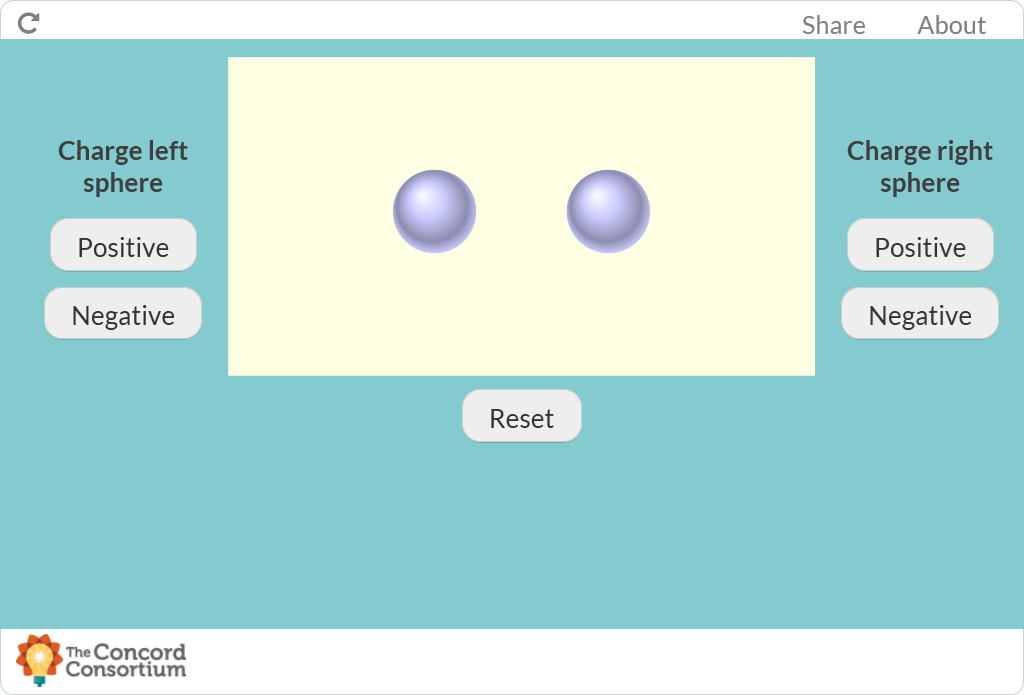 Share About
Charge left
sphere
Positive
Negative
Charge right
sphere
Positive
Negative
Reset
The Concord
Consortium